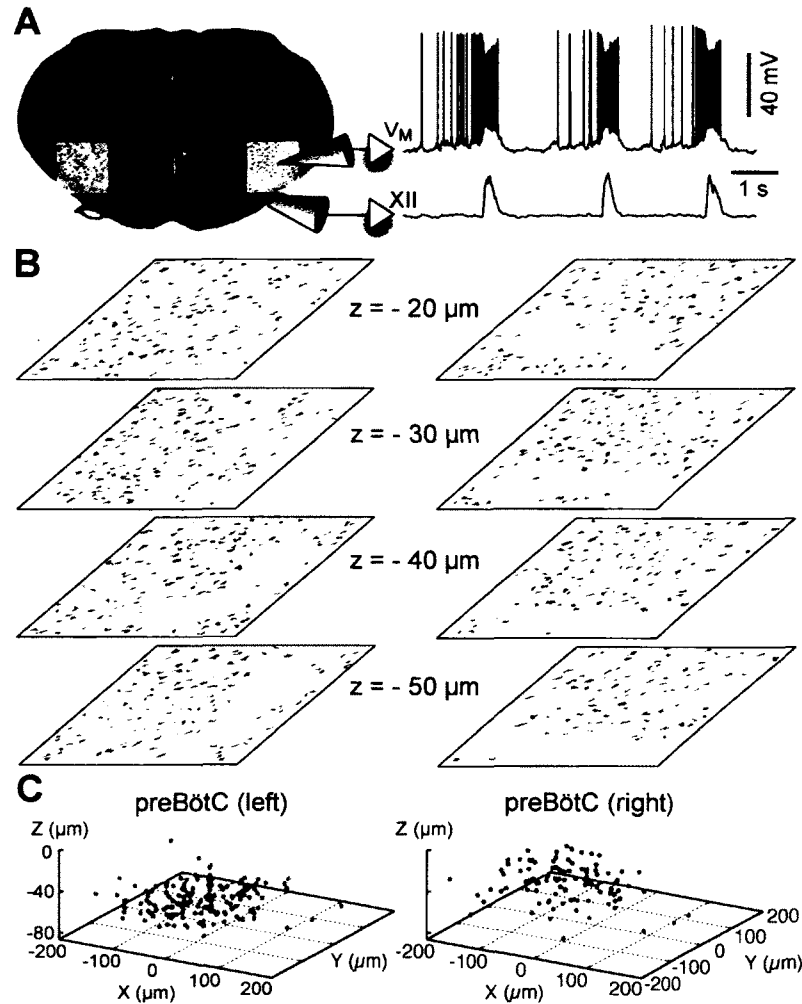 A
V_M
40 mV
XII
1 s
B
z = - 20 µm
z = - 30 µm
z = - 40 µm
z = - 50 µm
C
preBötC (left)
preBötC (right)
Z (µm)
0
-40
-80
-200
-100
0
100
200
X (µm)
Y (µm)
Z (µm)
-200
-100
0
100
200
X (µm)
-200
-100
0
100
200
Y (µm)